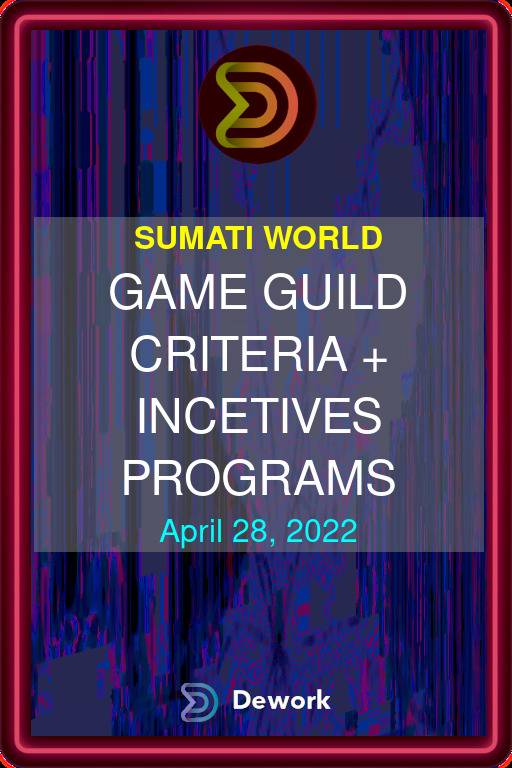 SUMATI WORLD
GAME GUILD
CRITERIA +
INCETIVES
PROGRAMS
April 28, 2022
Dework